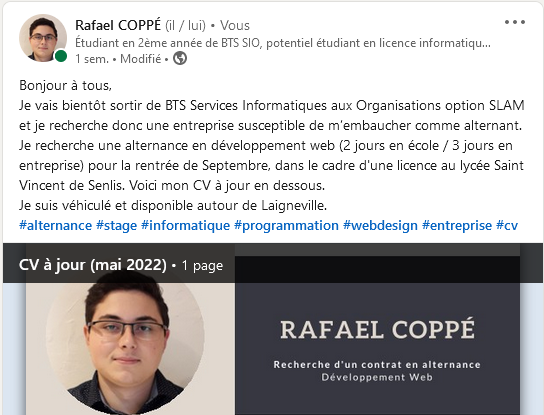 Rafael COPPÉ (il / lui) • Vous
Étudiant en 2ème année de BTS SIO, potentiel étudiant en licence informatiqu...
1 sem. • Modifié •
Bonjour à tous,
Je vais bientôt sortir de BTS Services Informatiques aux Organisations option SLAM
et je recherche donc une entreprise susceptible de m'embaucher comme alternant.
Je recherche une alternance en développement web (2 jours en école / 3 jours en
entreprise) pour la rentrée de Septembre, dans le cadre d'une licence au lycée Saint
Vincent de Senlis. Voici mon CV à jour en dessous.
Je suis véhiculé et disponible autour de Laigneville.
#alternance #stage #informatique #programmation #webdesign #entreprise #cv
CV à jour (mai 2022) • 1 page
RAFAEL COPPÉ
Recherche d'un contrat en alternance
Développement Web